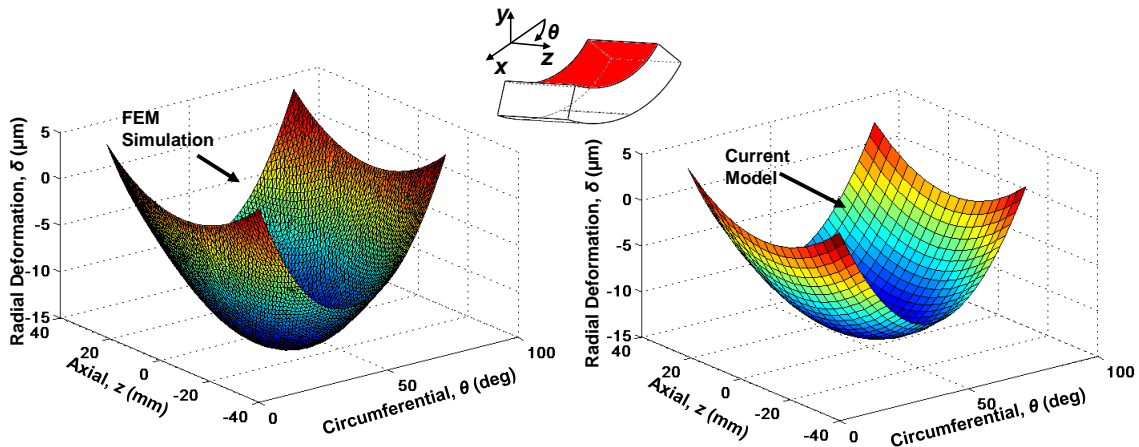 FEM
Simulation
Radial Deformation, δ (μm)
5
0
-5
-10
-15
40
20
0
-20
-40
Axial, z (mm)
0
50
100
Circumferential, θ (deg)
y
θ
z
x
Current
Model
Radial Deformation, δ (μm)
5
0
-5
-10
-15
40
20
0
-20
-40
Axial, z (mm)
0
50
100
Circumferential, θ (deg)